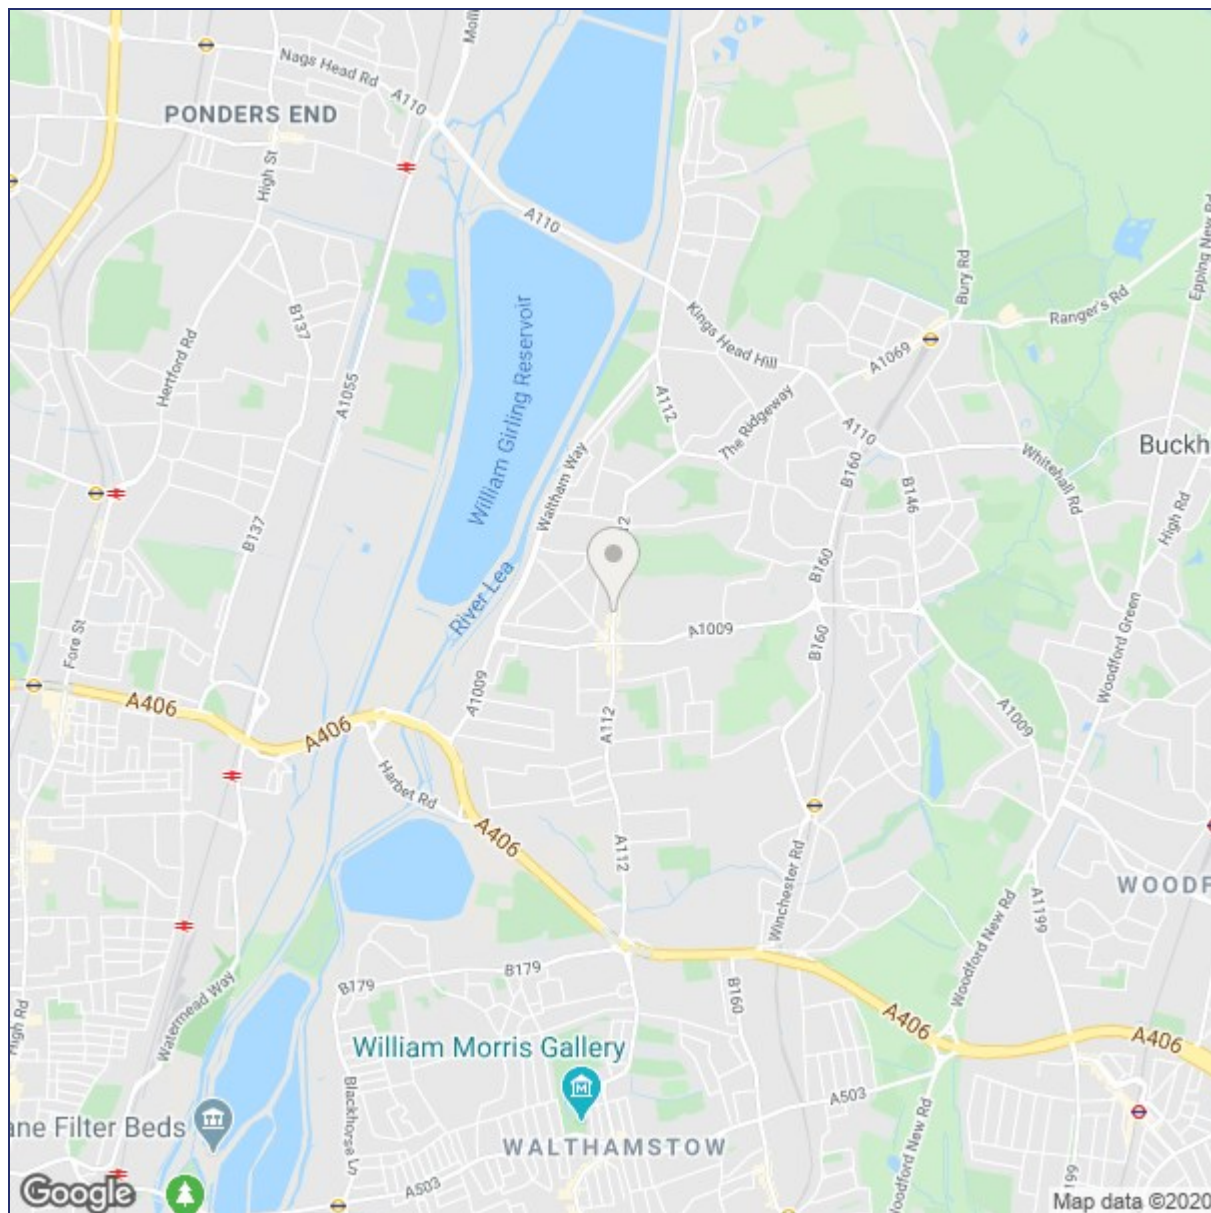 Nags Head Rd
A110
PONDERS END
High St
A110
Epping New Rd
Bury Rd
Ranger's Rd
B137
Hertford Rd
William Girling Reservoir
Kings Head Hill
A1069
A1055
A112
The Ridgeway
A110
Buckh
Waltham Way
B160
Whitehall Rd
B146
High Rd
B137
B160
River Lea
Fore St
A1009
B160
Woodford Green
A406
A1009
A112
A1009
A406
Harbet Rd
A406
A112
WOODF
Winchester Rd
A1199
Woodford New Rd
B179
B179
B160
High Rd
Watermead Way
A406
A406
William Morris Gallery
Blackhorse Ln
A503
ane Filter Beds
Woodford New Rd
WALTHAMSTOW
A503
199
Google
Map data ©2020